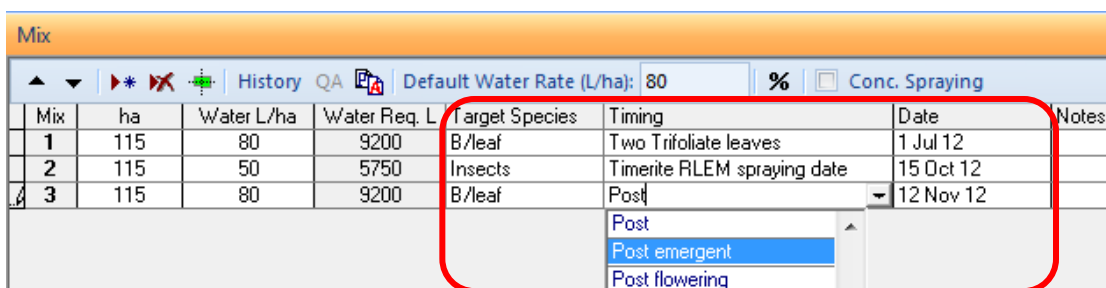 Mix
History QA Default Water Rate (L/ha): 80 % Conc. Spraying
Mix ha Water L/ha Water Req. L Target Species Timing Date Notes
1 115 80 9200 B/leaf Two Trifoliate leaves 1 Jul 12
2 115 50 5750 Insects Timerite RLEM spraying date 15 Oct 12
3 115 80 9200 B/leaf Post 12 Nov 12
Post
Post emergent
Post flowering